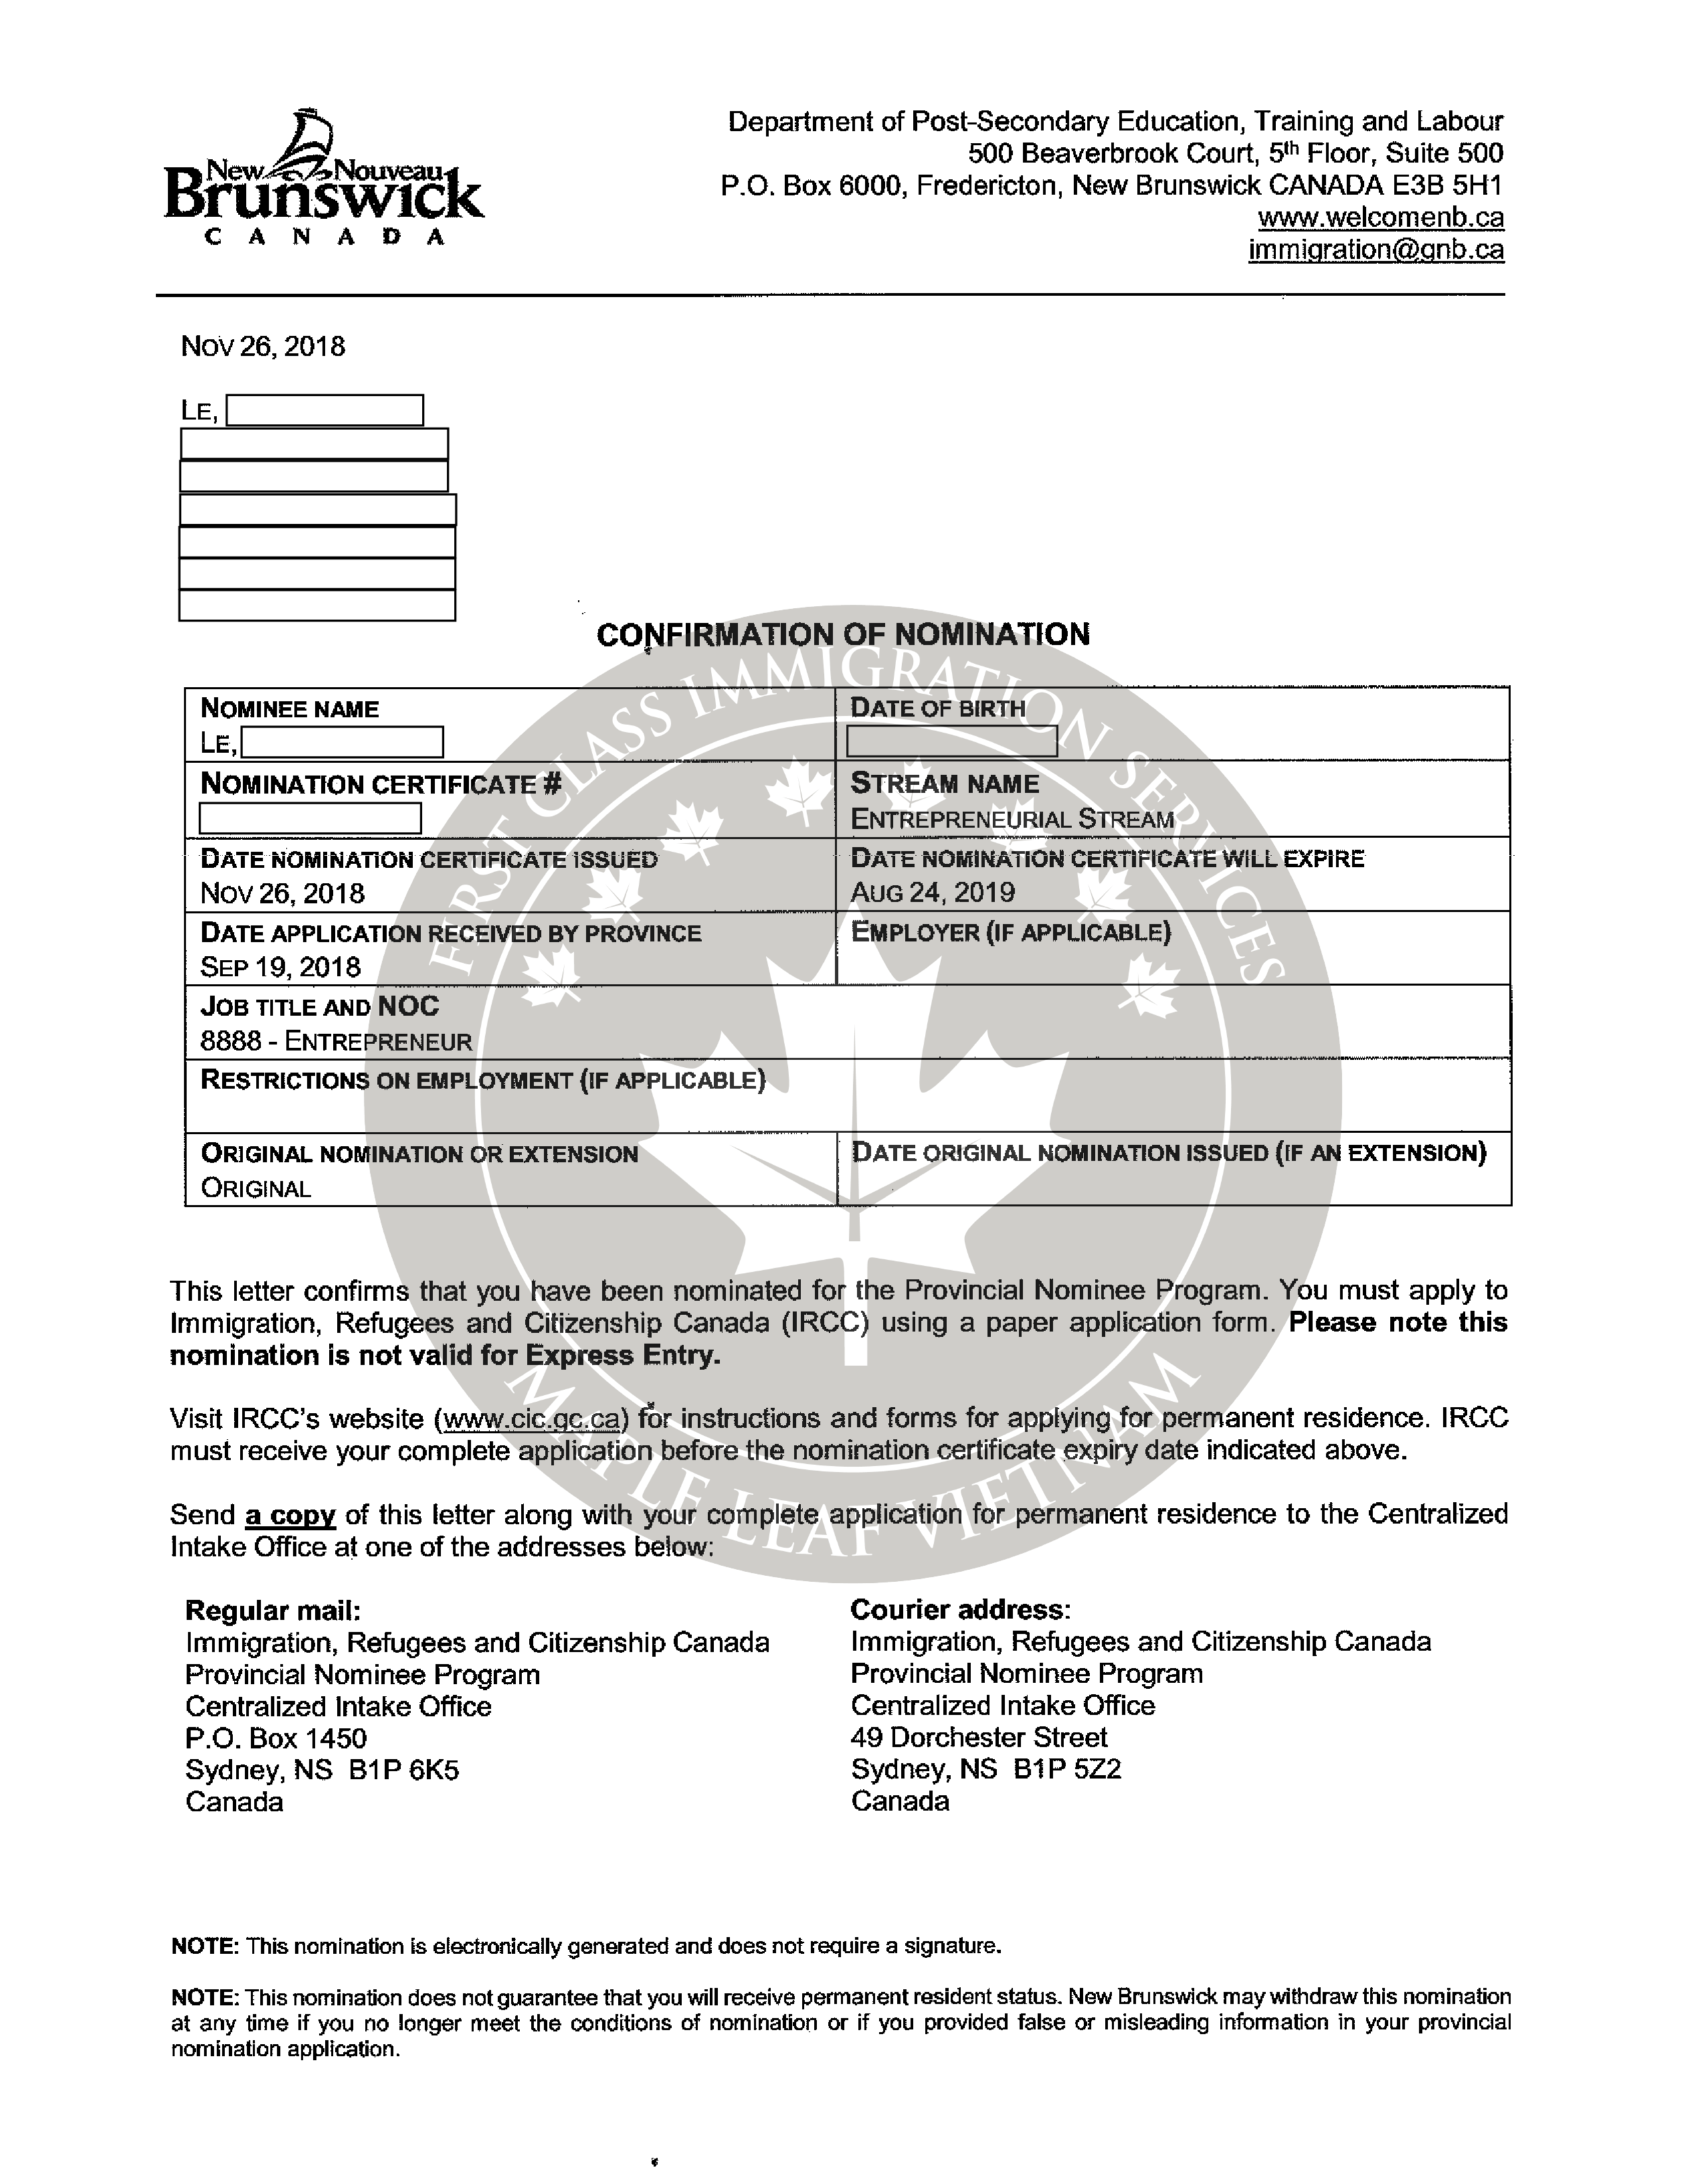 New Nouveau
Brunswick
CANADA
Department of Post-Secondary Education, Training and Labour
500 Beaverbrook Court, 5th Floor, Suite 500
P.O. Box 6000, Fredericton, New Brunswick CANADA E3B 5H1
www.welcomenb.ca
immigration@gnb.ca
NOV 26, 2018
LE,
CONFIRMATION OF NOMINATION
NOMINEE NAME
LE,
DATE OF BIRTH
NOMINATION CERTIFICATE #
STREAM NAME
ENTREPRENEURIAL STREAM
DATE NOMINATION CERTIFICATE ISSUED
NOV 26, 2018
DATE NOMINATION CERTIFICATE WILL EXPIRE
AUG 24, 2019
DATE APPLICATION RECEIVED BY PROVINCE
SEP 19, 2018
EMPLOYER (IF APPLICABLE)
JOB TITLE AND NOC
8888 - ENTREPRENEUR
RESTRICTIONS ON EMPLOYMENT (IF APPLICABLE)
ORIGINAL NOMINATION OR EXTENSION
ORIGINAL
DATE ORIGINAL NOMINATION ISSUED (IF AN EXTENSION)
This letter confirms that you have been nominated for the Provincial Nominee Program. You must apply to
Immigration, Refugees and Citizenship Canada (IRCC) using a paper application form. Please note this
nomination is not valid for Express Entry.
Visit IRCC's website (www.cic.gc.ca) for instructions and forms for applying for permanent residence. IRCC
must receive your complete application before the nomination certificate expiry date indicated above.
Send a copy of this letter along with your complete application for permanent residence to the Centralized
Intake Office at one of the addresses below:
Regular mail:
Immigration, Refugees and Citizenship Canada
Provincial Nominee Program
Centralized Intake Office
P.O. Box 1450
Sydney, NS B1P 6K5
Canada
Courier address:
Immigration, Refugees and Citizenship Canada
Provincial Nominee Program
Centralized Intake Office
49 Dorchester Street
Sydney, NS B1P 5Z2
Canada
NOTE: This nomination is electronically generated and does not require a signature.
NOTE: This nomination does not guarantee that you will receive permanent resident status. New Brunswick may withdraw this nomination
at any time if you no longer meet the conditions of nomination or if you provided false or misleading information in your provincial
nomination application.
FIRST CLASS IMMIGRATION SERVICES
MAPLE LEAF VIETNAM